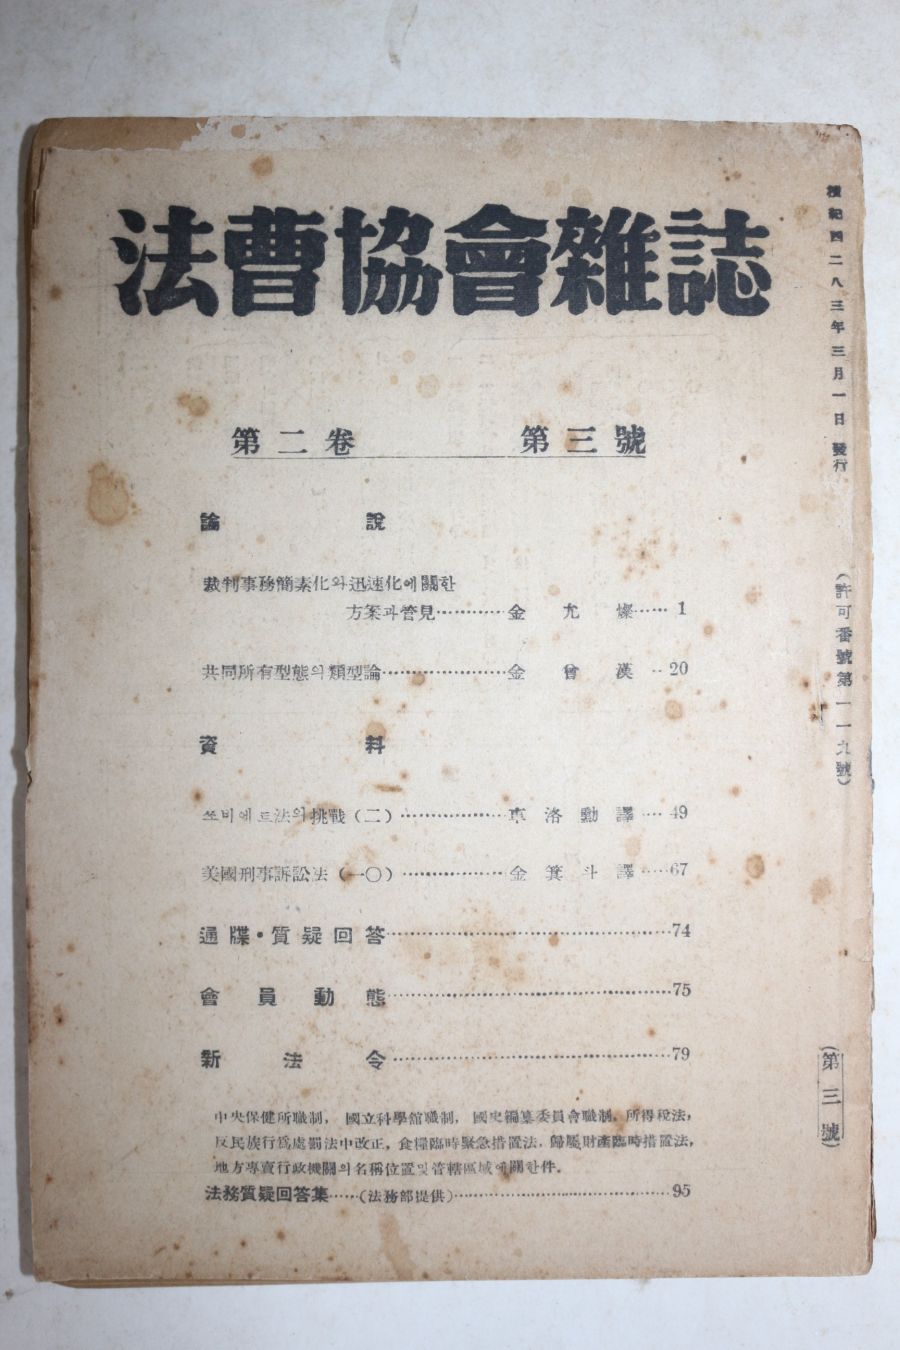 法曹協會雜誌
第二卷 第三號
論說
裁判事務簡素化와迅速化에關한
方案과管見…………金允燦……1
共同所有型態의類型論…………………金曾漢…20
資料
쏘비에트法의挑戰(二)………………車洛勳譯……49
美國刑事訴訟法(一〇)………………金箕斗譯……67
通牒・質疑回答……………………………………74
會員動態……………………………………75
新法令……………………………………79
中央保健所職制, 國立科學館職制, 國史編纂委員會職制, 所得稅法,
反民族行爲處罰法中改正, 食糧臨時緊急措置法, 歸屬財產臨時措置法,
地方專賣行政機關의名稱位置및管轄區域에關한件.
法務質疑回答集……(法務部提供)……………………………95
檀紀四二八三年三月一日發行
(許可番號第一一九號)
(第三號)